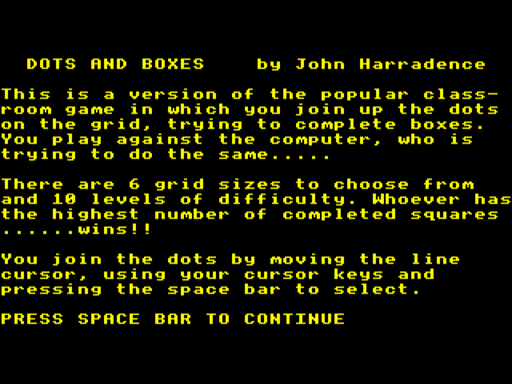 DOTS AND BOXES by John Harradence
This is a version of the popular class-
room game in which you join up the dots
on the grid, trying to complete boxes.
You play against the computer, who is
trying to do the same.....
There are 6 grid sizes to choose from
and 10 levels of difficulty. Whoever has
the highest number of completed squares
......wins!!
You join the dots by moving the line
cursor, using your cursor keys and
pressing the space bar to select.
PRESS SPACE BAR TO CONTINUE